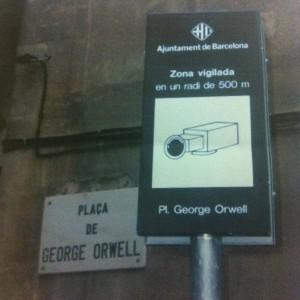 Ajuntament de Barcelona
Zona vigilada
en un radi de 500 m
Pl. George Orwell
PLAÇA
DE
GEORGE ORWELL